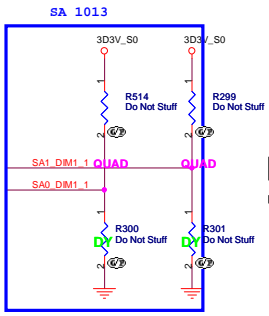 SA 1013
3D3V_S0 3D3V_S0
1 1
R514 R299
Do Not Stuff Do Not Stuff
2 2
SA1_DIM1_1 QUAD QUAD
SA0_DIM1_1
1 1
R300 R301
DY Do Not Stuff DY Do Not Stuff
2 2